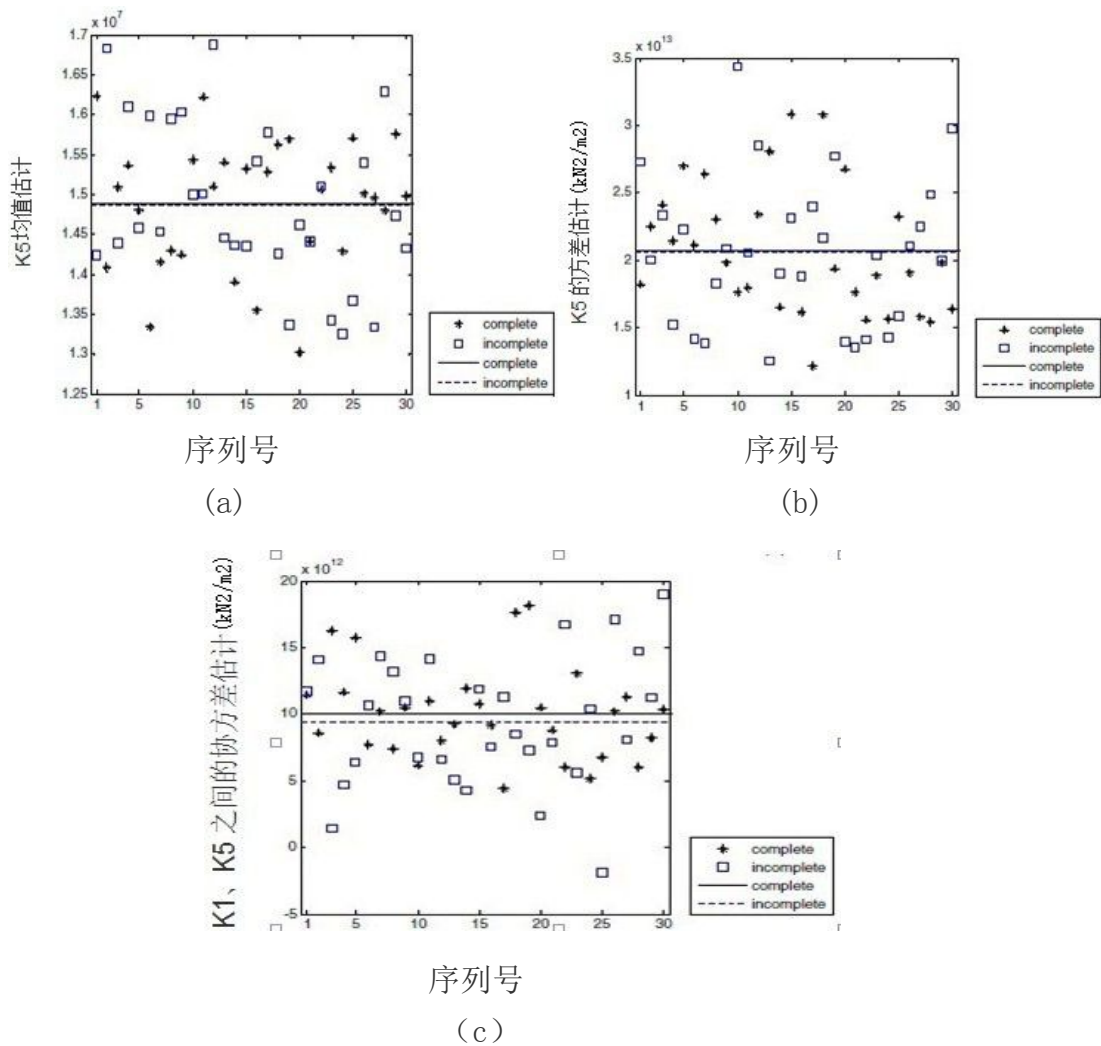 x 10^7
1.7
1.65
1.6
1.55
1.5
1.45
1.4
1.35
1.3
1.25
K5均值估计
1 5 10 15 20 25 30
complete
incomplete
complete
incomplete
序列号
(a)
x 10^13
3.5
3
2.5
2
1.5
1
K5 的方差估计(kN2/m2)
1 5 10 15 20 25 30
complete
incomplete
complete
incomplete
序列号
(b)
x 10^12
20
15
10
5
0
-5
K1、K5 之间的协方差估计(kN2/m2)
1 5 10 15 20 25 30
complete
incomplete
complete
incomplete
序列号
（c）